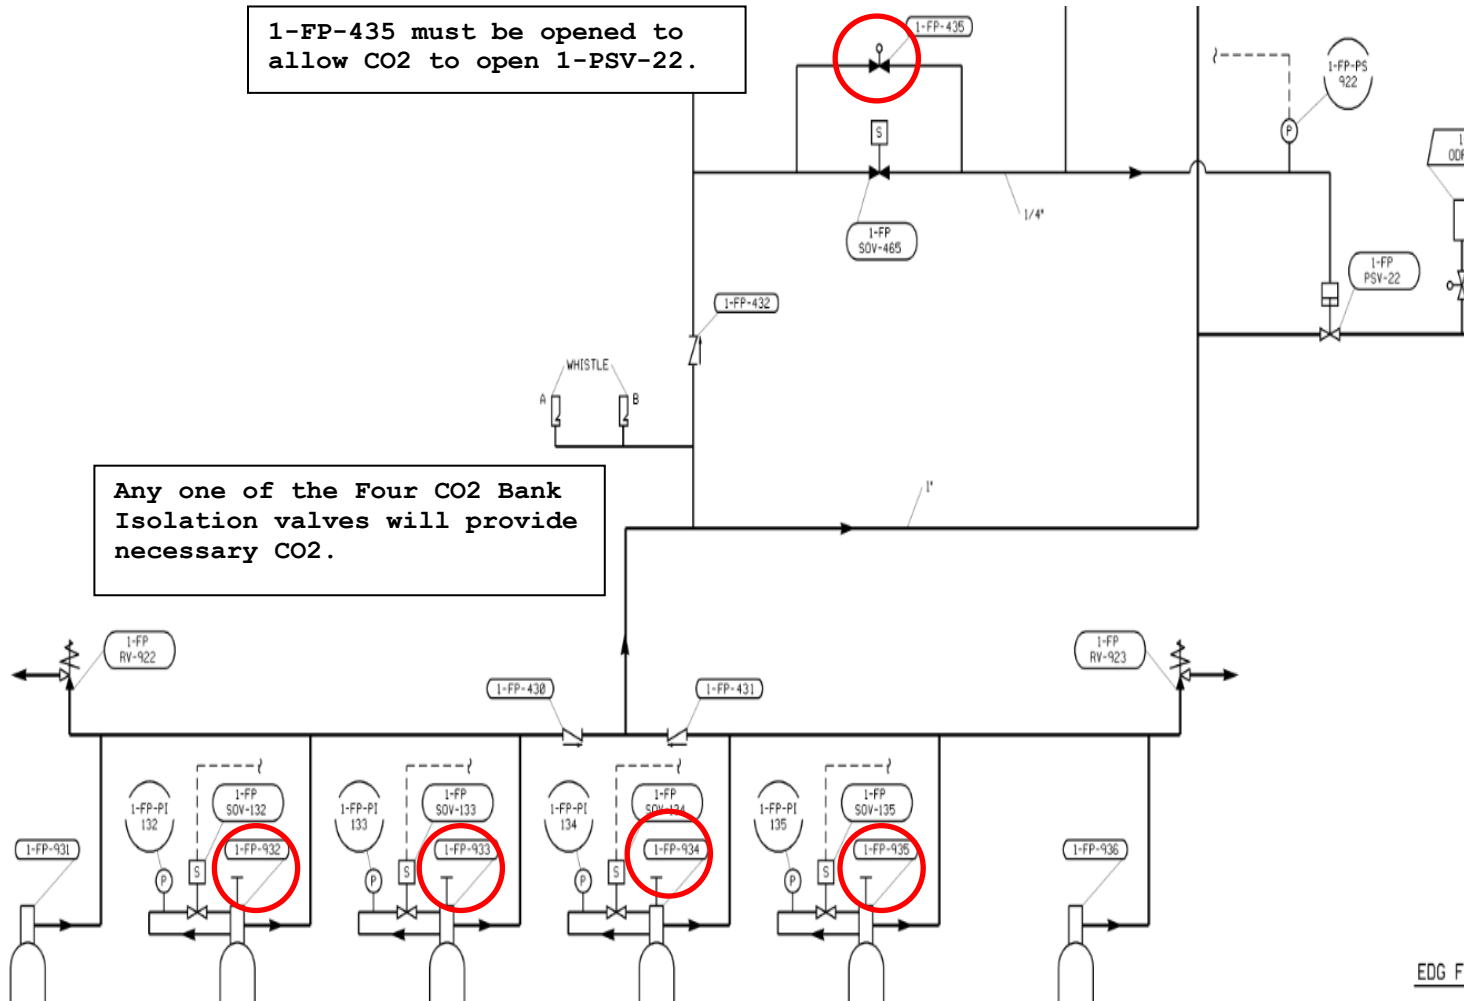 1-FP-435 must be opened to
allow CO2 to open 1-PSV-22.
1-FP-435
1-FP-PS
922
S
P
1-FP
SOV-465
1/4"
1-FP
PSV-22
1-FP-432
WHISTLE
A
B
Any one of the Four CO2 Bank
Isolation valves will provide
necessary CO2.
1"
1-FP
RV-922
1-FP
RV-923
1-FP-430
1-FP-431
1-FP-PI
132
1-FP
SOV-132
1-FP-PI
133
1-FP
SOV-133
1-FP-PI
134
1-FP
SOV-134
1-FP-PI
135
1-FP
SOV-135
1-FP-931
1-FP-932
1-FP-933
1-FP-934
1-FP-935
1-FP-936
P
S
P
S
P
S
P
S
EDG F